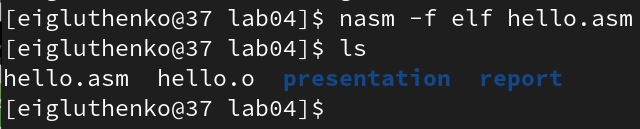 [eigluthenko@37 lab04]$ nasm -f elf hello.asm
[eigluthenko@37 lab04]$ ls
hello.asm  hello.o  presentation  report
[eigluthenko@37 lab04]$